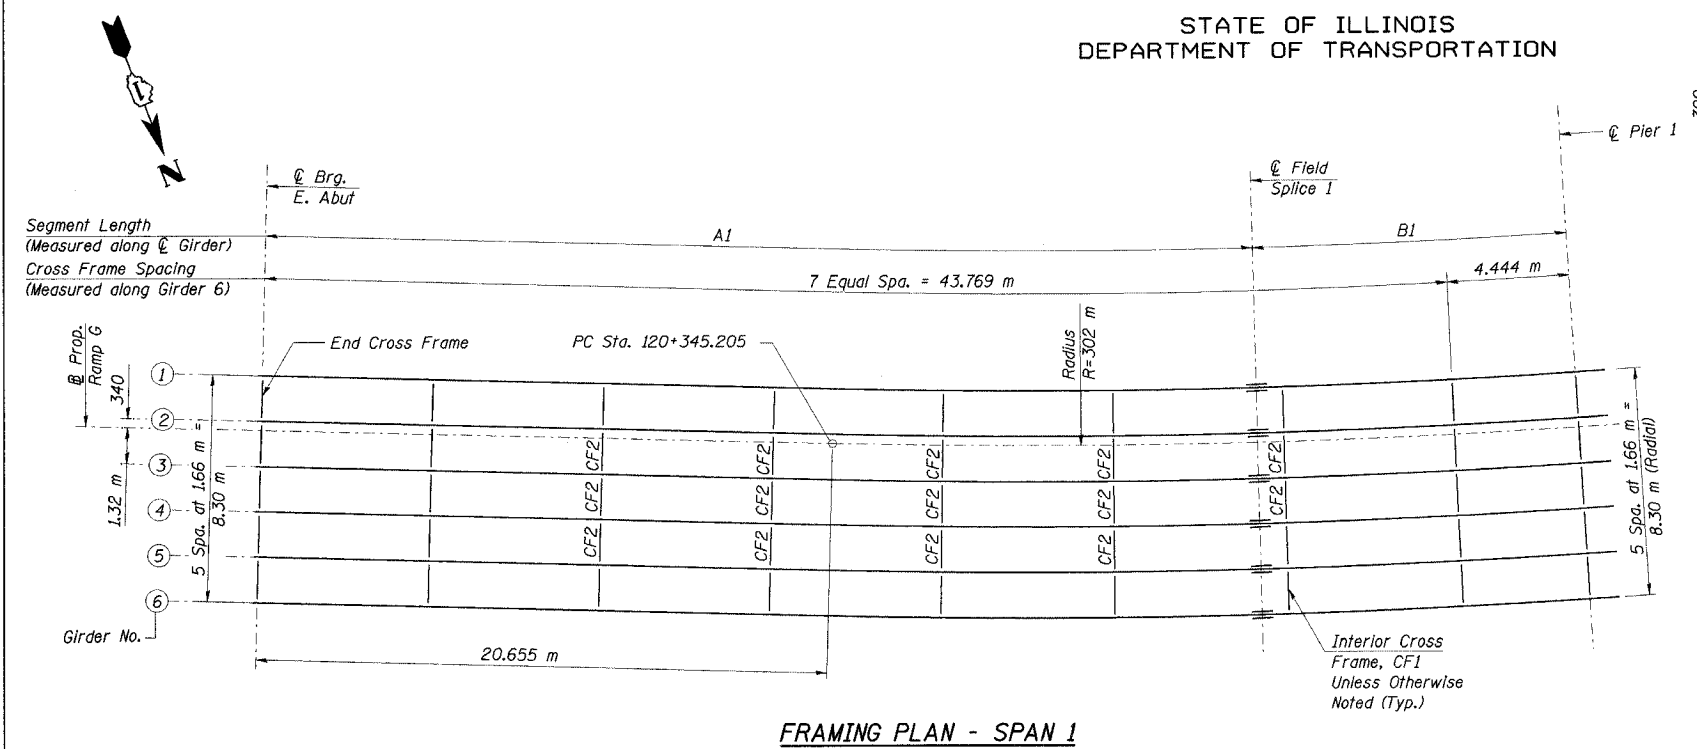 STATE OF ILLINOIS
DEPARTMENT OF TRANSPORTATION
N
℄ Brg.
E. Abut
℄ Field
Splice 1
℄ Pier 1
Segment Length
(Measured along ℄ Girder)
A1
B1
Cross Frame Spacing
(Measured along Girder 6)
7 Equal Spa. = 43.769 m
4.444 m
Prop.
Ramp G
340
1.32 m
End Cross Frame
PC Sta. 120+345.205
Radius
R=302 m
1
2
3
4
5
6
5 Spa. at 1.66 m =
8.30 m
CF2 CF2 CF2 CF2 CF2
CF2 CF2 CF2 CF2 CF2
CF2 CF2 CF2 CF2
5 Spa. at 1.66 m =
8.30 m (Radial)
Girder No.
20.655 m
Interior Cross
Frame, CF1
Unless Otherwise
Noted (Typ.)
FRAMING PLAN - SPAN 1